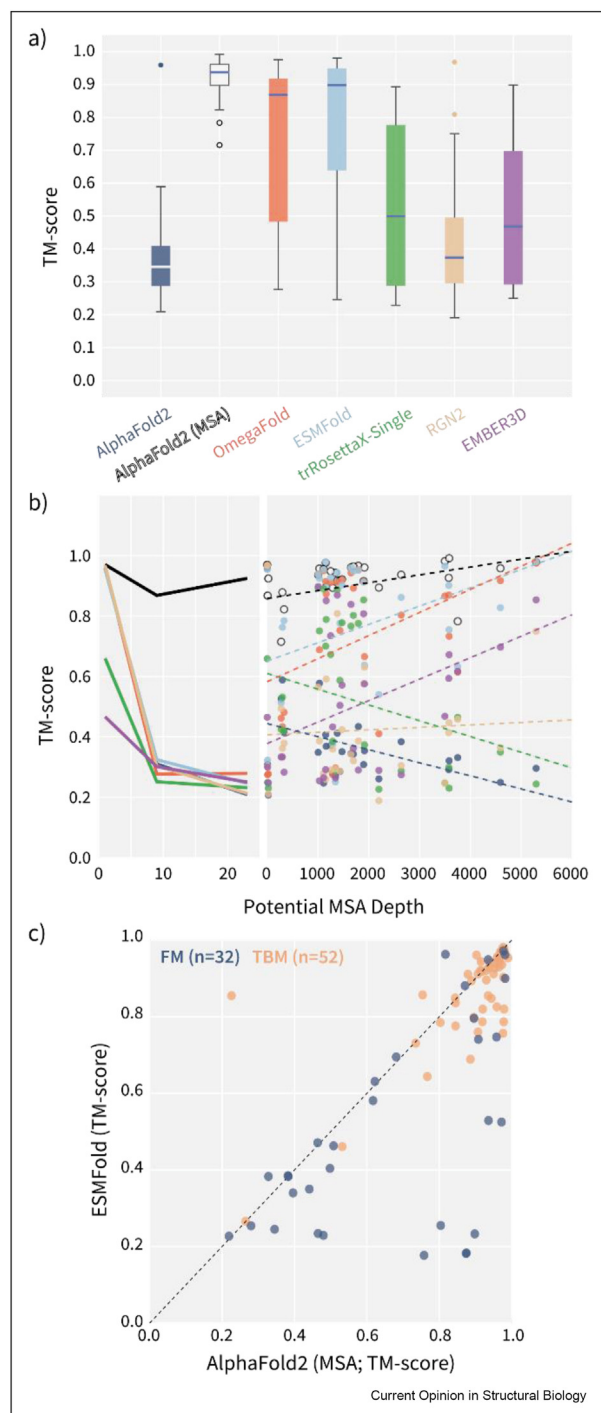 a)
1.0
0.9
0.8
0.7
0.6
0.5
0.4
0.3
0.2
0.1
0.0
TM-score
AlphaFold2
AlphaFold2 (MSA)
OmegaFold
ESMFold
trRosettaX-Single
RGN2
EMBER3D
b)
1.0
0.8
0.6
0.4
0.2
0.0
TM-score
0 10 20 0 1000 2000 3000 4000 5000 6000
Potential MSA Depth
c)
FM (n=32) TBM (n=52)
1.0
0.8
0.6
0.4
0.2
0.0
ESMFold (TM-score)
0.0 0.2 0.4 0.6 0.8 1.0
AlphaFold2 (MSA; TM-score)
Current Opinion in Structural Biology